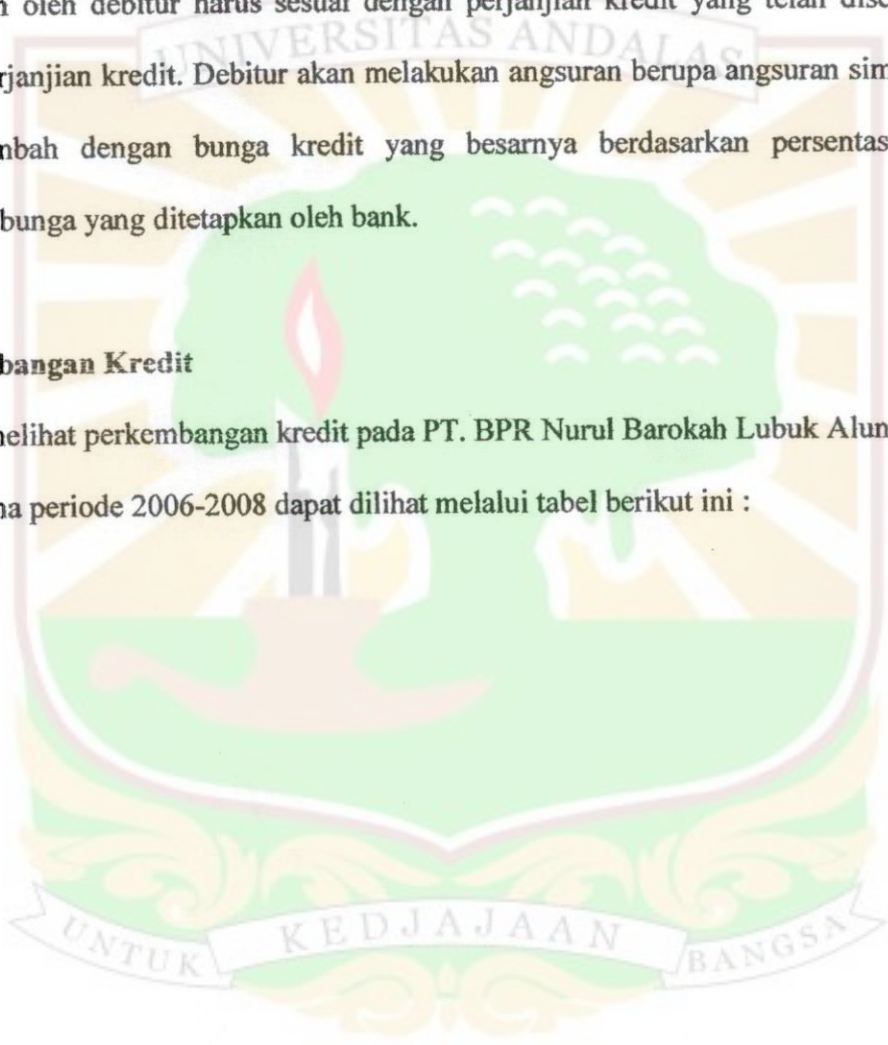 oleh debitur harus sesuai dengan perjanjian kredit yang telah
UNIVERSITAS ANDALAS
rjanjian kredit. Debitur akan melakukan angsuran berupa angsuran sim
nbah dengan bunga kredit yang besarnya berdasarkan persentas
bunga yang ditetapkan oleh bank.
bangan Kredit
nelihat perkembangan kredit pada PT. BPR Nurul Barokah Lubuk Alun
na periode 2006-2008 dapat dilihat melalui tabel berikut ini :
UNTUK KEDJAJAAN BANGSA